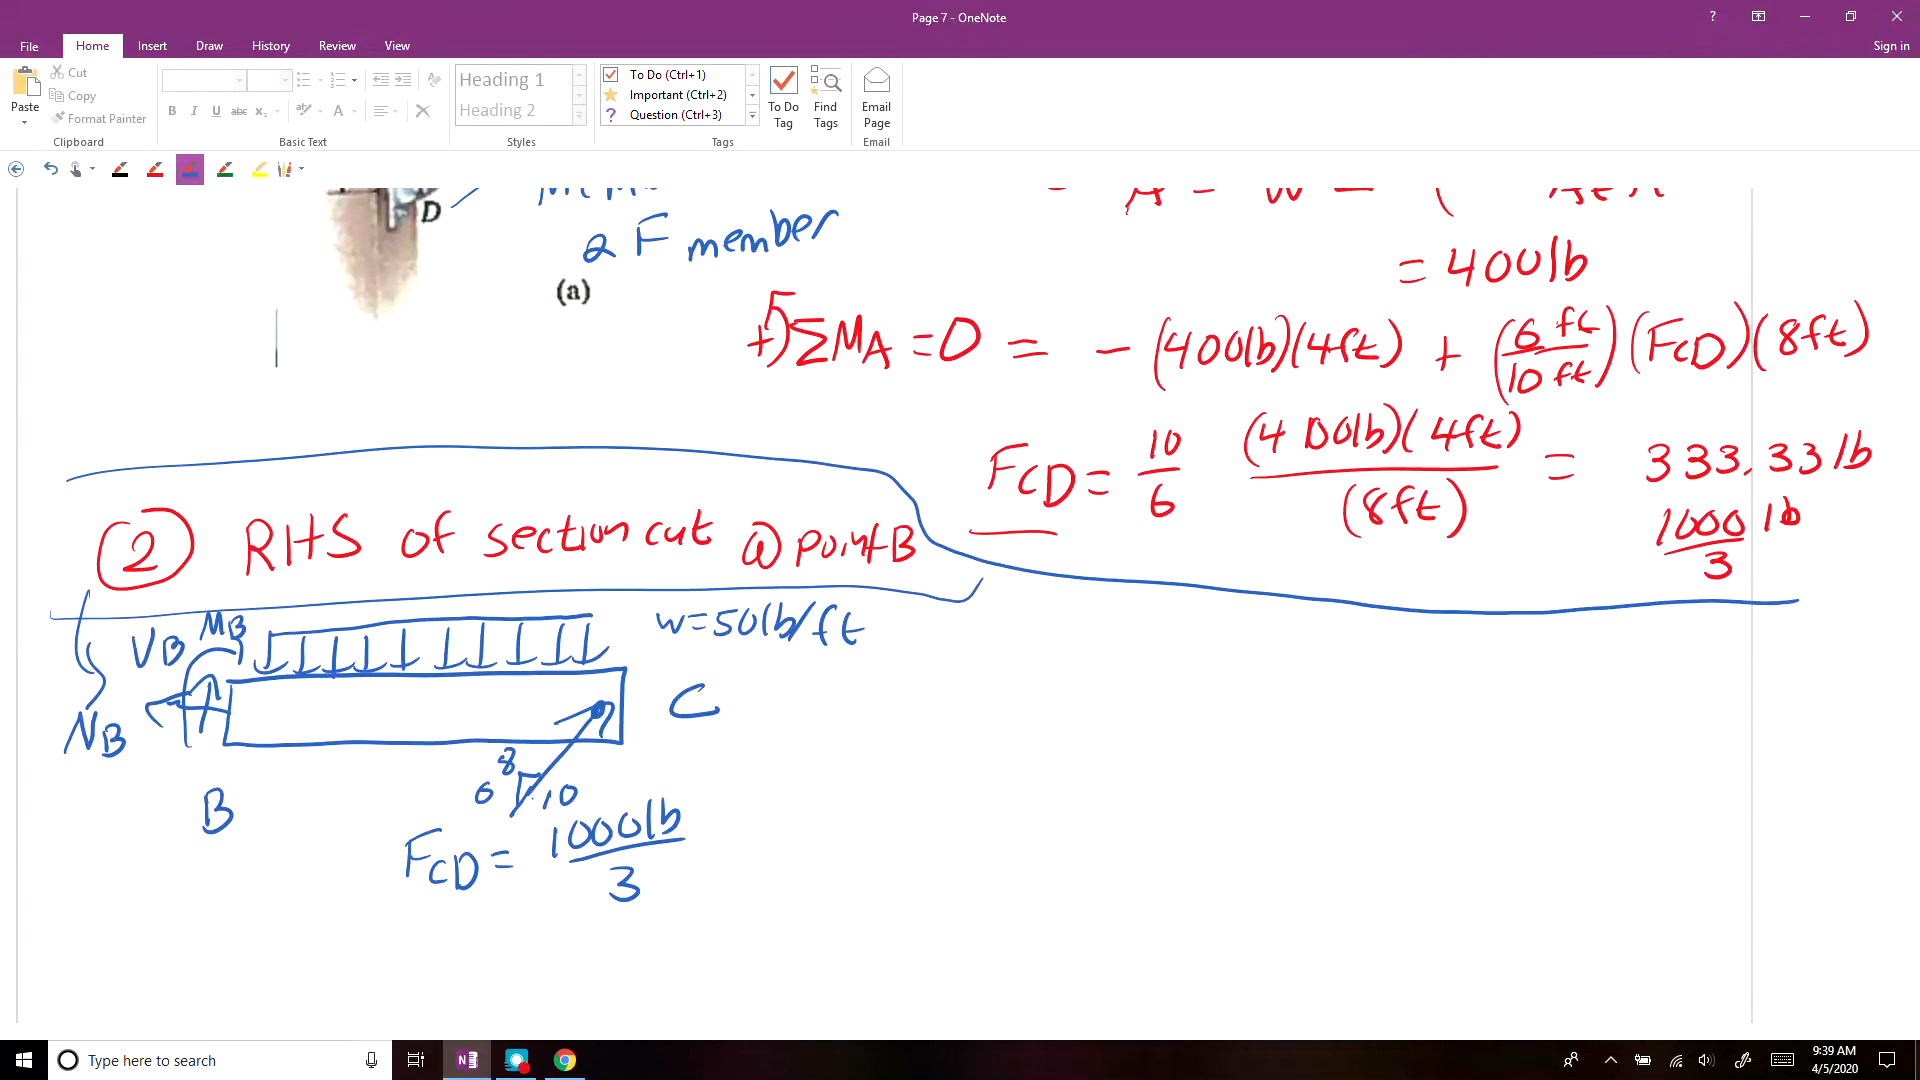 Page 7 - OneNote
File Home Insert Draw History Review View Sign in
Paste
Cut
Copy
Format Painter
Clipboard
B I U abc x₂ A
Basic Text
Heading 1
Heading 2
Styles
To Do (Ctrl+1)
Important (Ctrl+2)
Question (Ctrl+3)
To Do Tag
Find Tags
Tags
Email Page
Email
D
2 F member
(a)
= 400lb
+ΣMA = 0 = - (400lb)(4ft) + (6 ft / 10 ft)(FCD)(8ft)
FCD = 10/6 (400lb)(4ft) / (8ft) = 333.33 lb
1000/3 lb
2 RHS of section cut @ point B
VB MB w=50lb/ft
NB C
B
8
6 10
FCD = 1000lb/3
Type here to search
9:39 AM
4/5/2020